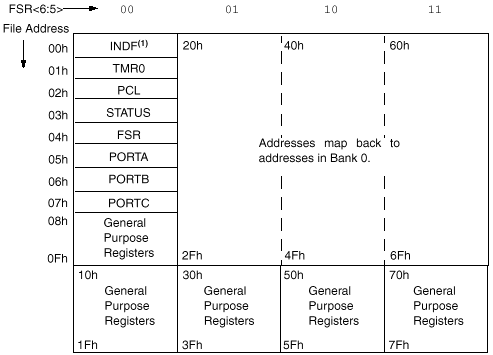 FSR<6:5> 00 01 10 11
File Address
00h INDF(1) 20h 40h 60h
01h TMR0
02h PCL
03h STATUS
04h FSR
Addresses map back to
addresses in Bank 0.
05h PORTA
06h PORTB
07h PORTC
08h General
Purpose
Registers
0Fh 2Fh 4Fh 6Fh
10h 30h 50h 70h
General General General General
Purpose Purpose Purpose Purpose
Registers Registers Registers Registers
1Fh 3Fh 5Fh 7Fh